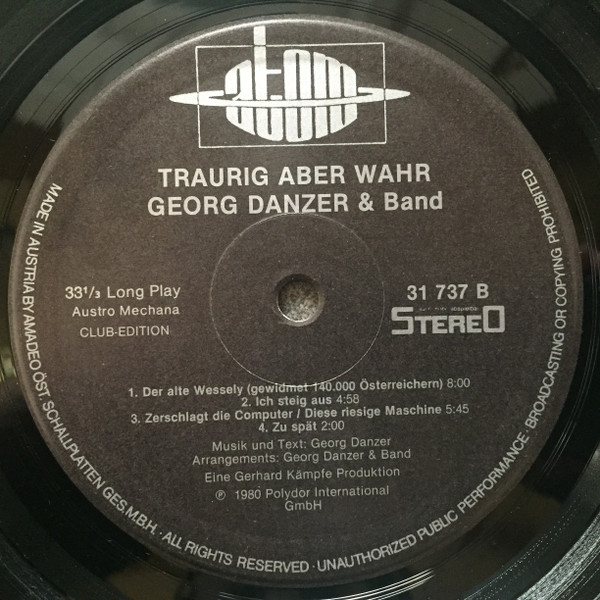 atom
TRAURIG ABER WAHR
GEORG DANZER & Band
33 1/3 Long Play
Austro Mechana
CLUB-EDITION
31 737 B
STEREO
1. Der alte Wessely (gewidmet 140.000 Österreichern) 8:00
2. Ich steig aus 4:58
3. Zerschlagt die Computer / Diese riesige Maschine 5:45
4. Zu spät 2:00
Musik und Text: Georg Danzer
Arrangements: Georg Danzer & Band
Eine Gerhard Kämpfe Produktion
℗ 1980 Polydor International
GmbH
MADE IN AUSTRIA BY AMADEO ÖST. SCHALLPLATTEN GES.M.B.H. · ALL RIGHTS RESERVED · UNAUTHORIZED PUBLIC PERFORMANCE · BROADCASTING OR COPYING PROHIBITED